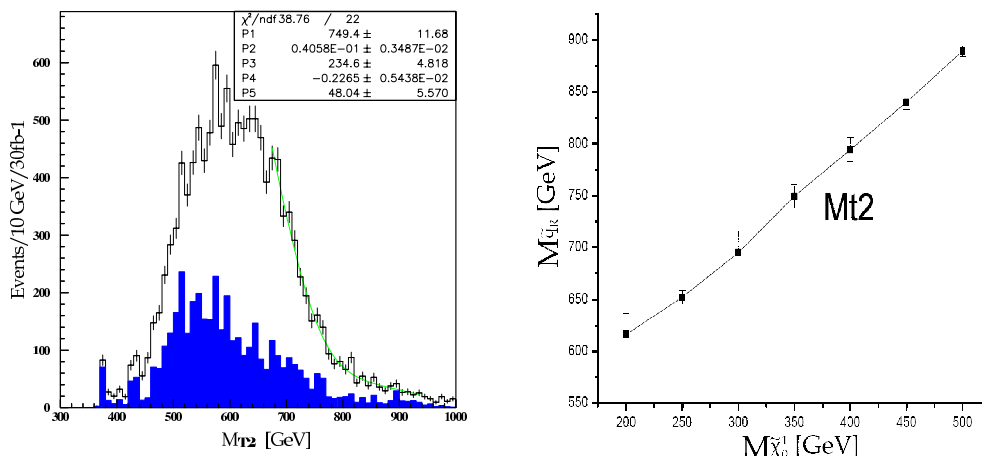 χ²/ndf 38.76 / 22
P1 749.4 ± 11.68
P2 0.4058E-01 ± 0.3487E-02
P3 234.6 ± 4.818
P4 -0.2265 ± 0.5438E-02
P5 48.04 ± 5.570
Events/10 GeV/30fb-1
600
500
400
300
200
100
0
300 400 500 600 700 800 900 1000
MT2 [GeV]
Mq̃R [GeV]
900
850
800
750
700
650
600
550
Mt2
200 250 300 350 400 450 500
Mχ̃01 [GeV]